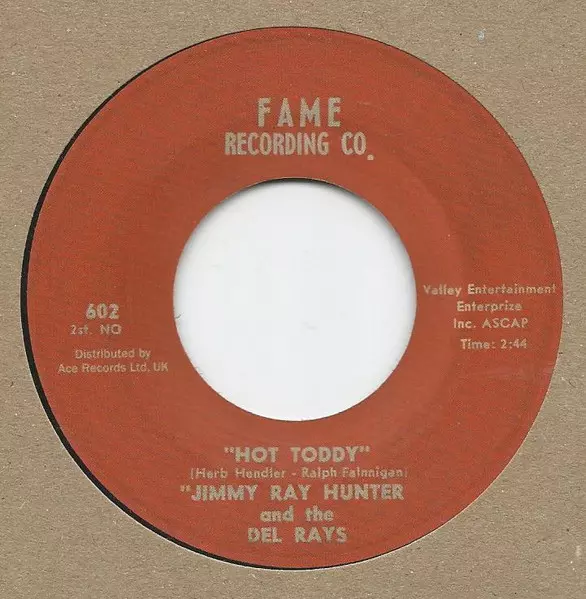 FAME
RECORDING CO.
602
2st. NO
Distributed by
Ace Records Ltd, UK
Valley Entertainment
Enterprize
Inc. ASCAP
Time: 2:44
"HOT TODDY"
(Herb Hendler - Ralph Falnnigan)
"JIMMY RAY HUNTER
and the
DEL RAYS